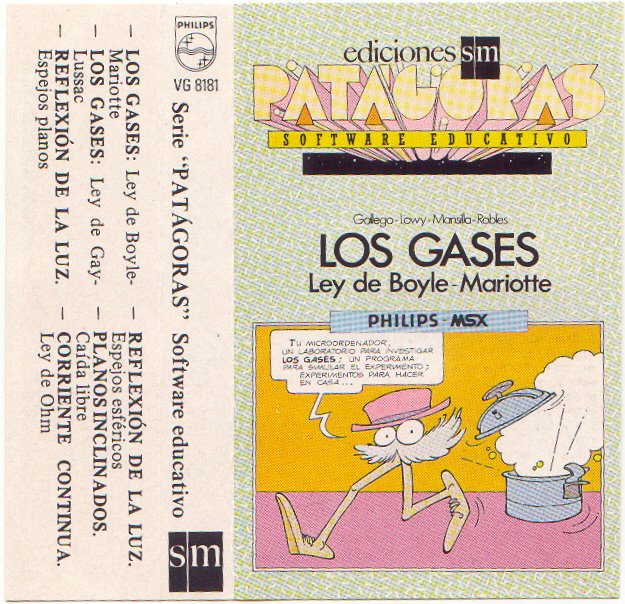 – LOS GASES: Ley de Boyle-
Mariotte
– LOS GASES: Ley de Gay-
Lussac
– REFLEXIÓN DE LA LUZ.
Espejos planos
– REFLEXIÓN DE LA LUZ.
Espejos esféricos
– PLANOS INCLINADOS.
Caída libre
– CORRIENTE CONTINUA.
Ley de Ohm
PHILIPS
VG 8181
Serie "PATÁGORAS" Software educativo
sm
ediciones sm
PATAGORAS
SOFTWARE EDUCATIVO
Gallego-Lowy-Mansilla-Robles
LOS GASES
Ley de Boyle-Mariotte
PHILIPS-MSX
TU MICROORDENADOR,
UN LABORATORIO PARA INVESTIGAR
LOS GASES: UN PROGRAMA
PARA SIMULAR EL EXPERIMENTO;
EXPERIMENTOS PARA HACER
EN CASA...